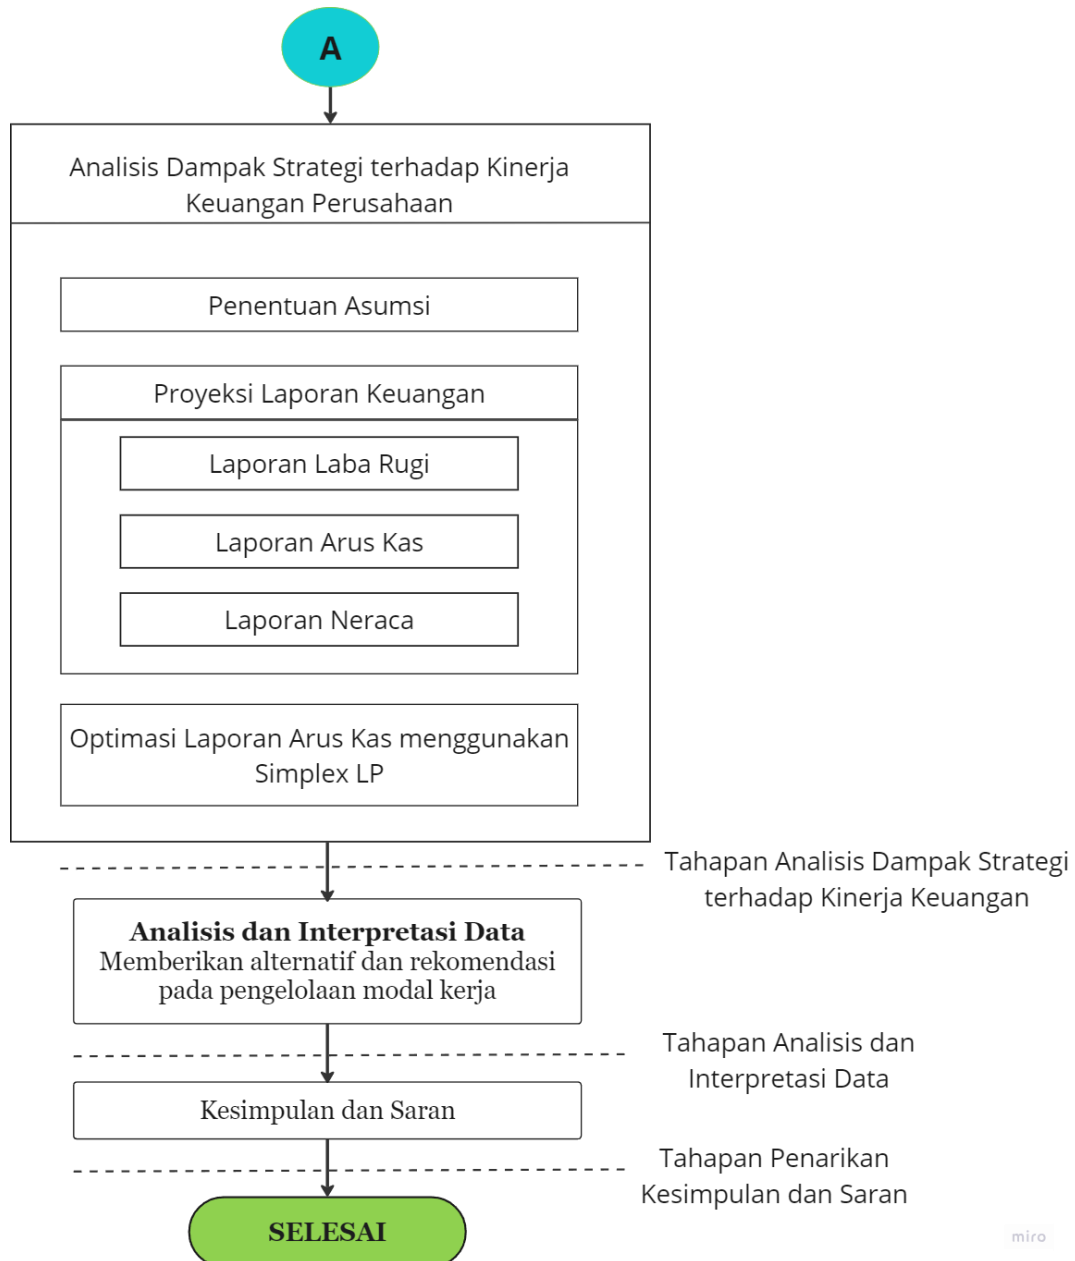 A
Analisis Dampak Strategi terhadap Kinerja
Keuangan Perusahaan
Penentuan Asumsi
Proyeksi Laporan Keuangan
Laporan Laba Rugi
Laporan Arus Kas
Laporan Neraca
Optimasi Laporan Arus Kas menggunakan
Simplex LP
Tahapan Analisis Dampak Strategi
terhadap Kinerja Keuangan
Analisis dan Interpretasi Data
Memberikan alternatif dan rekomendasi
pada pengelolaan modal kerja
Tahapan Analisis dan
Interpretasi Data
Kesimpulan dan Saran
Tahapan Penarikan
Kesimpulan dan Saran
SELESAI
miro